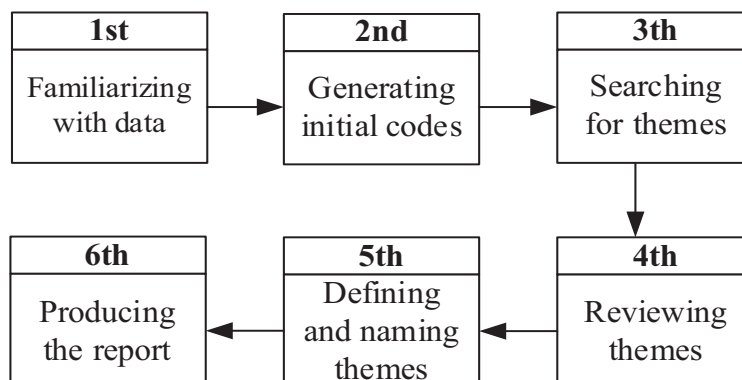 1st
Familiarizing
with data
2nd
Generating
initial codes
3th
Searching
for themes
4th
Reviewing
themes
5th
Defining
and naming
themes
6th
Producing
the report